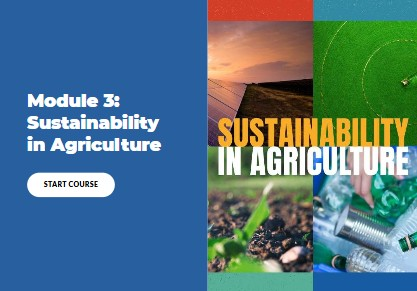 Module 3:
Sustainability
in Agriculture
START COURSE
SUSTAINABILITY
IN AGRICULTURE